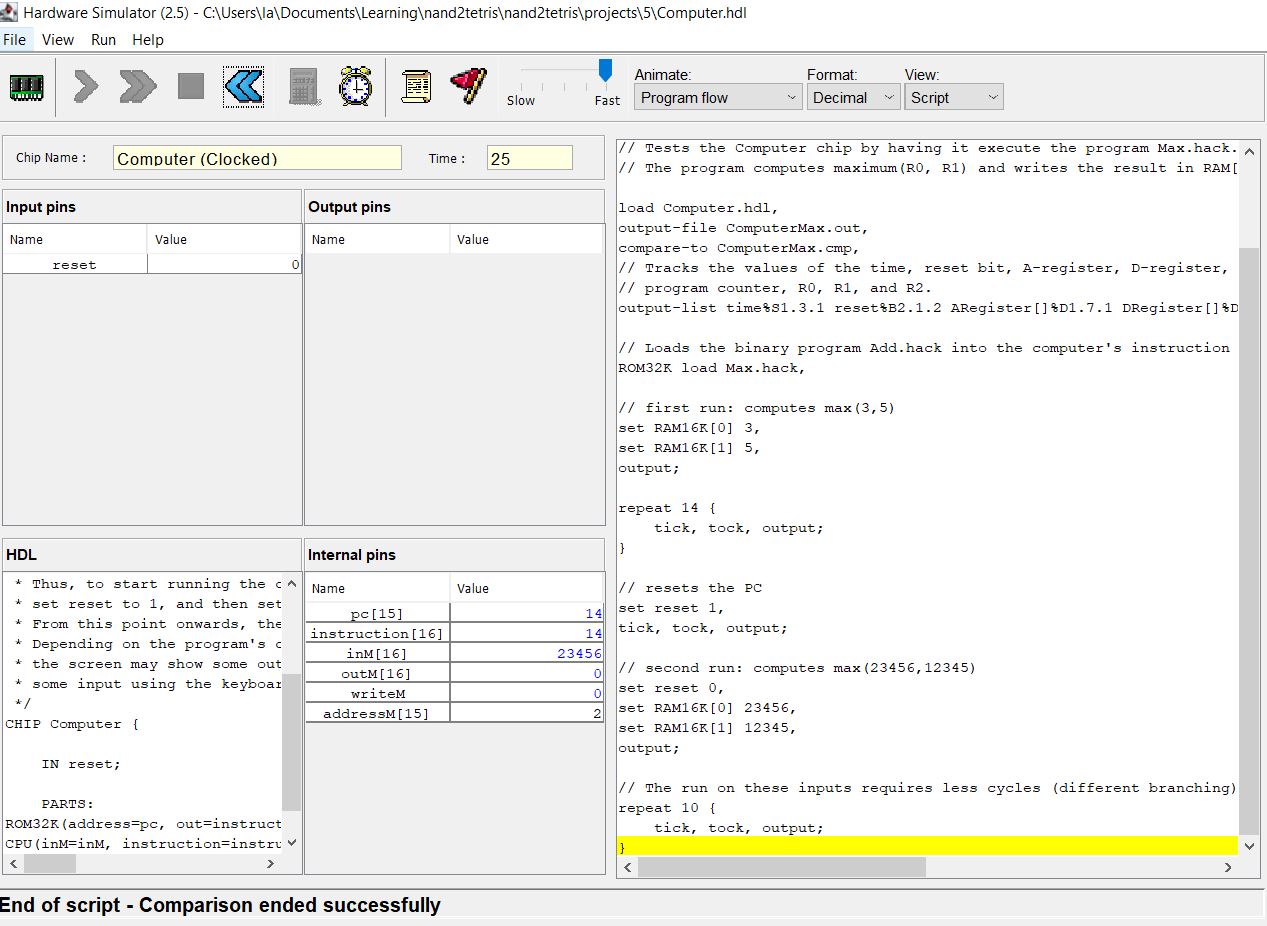 Hardware Simulator (2.5) - C:\Users\la\Documents\Learning\nand2tetris\nand2tetris\projects\5\Computer.hdl
File View Run Help
Slow Fast
Animate: Format: View:
Program flow Decimal Script
Chip Name : Computer (Clocked) Time : 25
Input pins
Name Value
reset 0
Output pins
Name Value
HDL
* Thus, to start running the c
* set reset to 1, and then set
* From this point onwards, the
* Depending on the program's c
* the screen may show some out
* some input using the keyboar
*/
CHIP Computer {
IN reset;
PARTS:
ROM32K(address=pc, out=instruct
CPU(inM=inM, instruction=instru
Internal pins
Name Value
pc[15] 14
instruction[16] 14
inM[16] 23456
outM[16] 0
writeM 0
addressM[15] 2
// Tests the Computer chip by having it execute the program Max.hack.
// The program computes maximum(R0, R1) and writes the result in RAM[
load Computer.hdl,
output-file ComputerMax.out,
compare-to ComputerMax.cmp,
// Tracks the values of the time, reset bit, A-register, D-register,
// program counter, R0, R1, and R2.
output-list time%S1.3.1 reset%B2.1.2 ARegister[]%D1.7.1 DRegister[]%D
// Loads the binary program Add.hack into the computer's instruction
ROM32K load Max.hack,
// first run: computes max(3,5)
set RAM16K[0] 3,
set RAM16K[1] 5,
output;
repeat 14 {
tick, tock, output;
}
// resets the PC
set reset 1,
tick, tock, output;
// second run: computes max(23456,12345)
set reset 0,
set RAM16K[0] 23456,
set RAM16K[1] 12345,
output;
// The run on these inputs requires less cycles (different branching)
repeat 10 {
tick, tock, output;
}
End of script - Comparison ended successfully